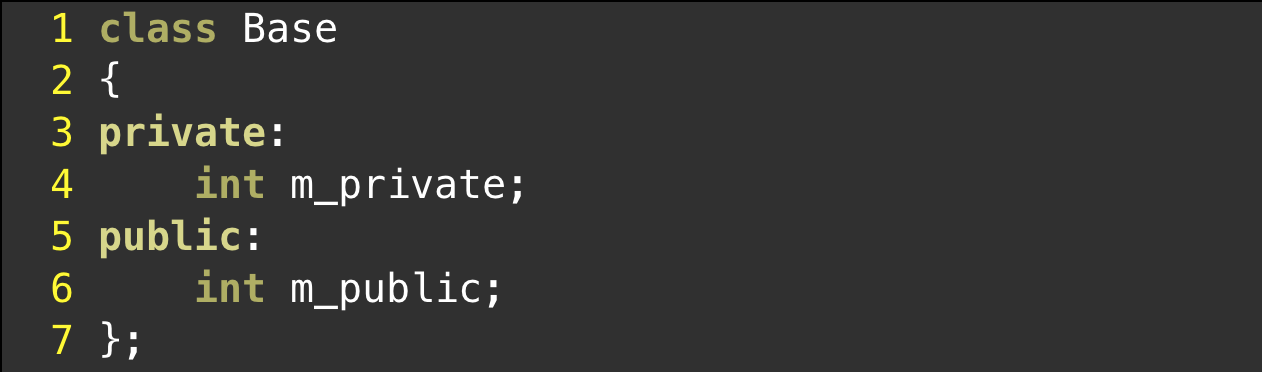 1 class Base
2 {
3 private:
4     int m_private;
5 public:
6     int m_public;
7 };